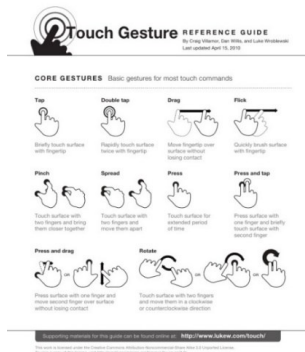 Touch Gesture REFERENCE GUIDE
By Craig Villamor, Dan Willis, and Luke Wroblewski
Last updated April 15, 2010
CORE GESTURES Basic gestures for most touch commands
Tap
Briefly touch surface
with fingertip
Double tap
Rapidly touch surface
twice with fingertip
Drag
Move fingertip over
surface without
losing contact
Flick
Quickly brush surface
with fingertip
Pinch
Touch surface with
two fingers and bring
them closer together
Spread
Touch surface with
two fingers and
move them apart
Press
Touch surface for
extended period
of time
Press and tap
Press surface with
one finger and briefly
touch surface with
second finger
Press and drag
OR
Press surface with one finger and
move second finger over surface
without losing contact
Rotate
OR
OR
Touch surface with two fingers
and move them in a clockwise
or counterclockwise direction
Supporting materials for this guide can be found online at: http://www.lukew.com/touch/